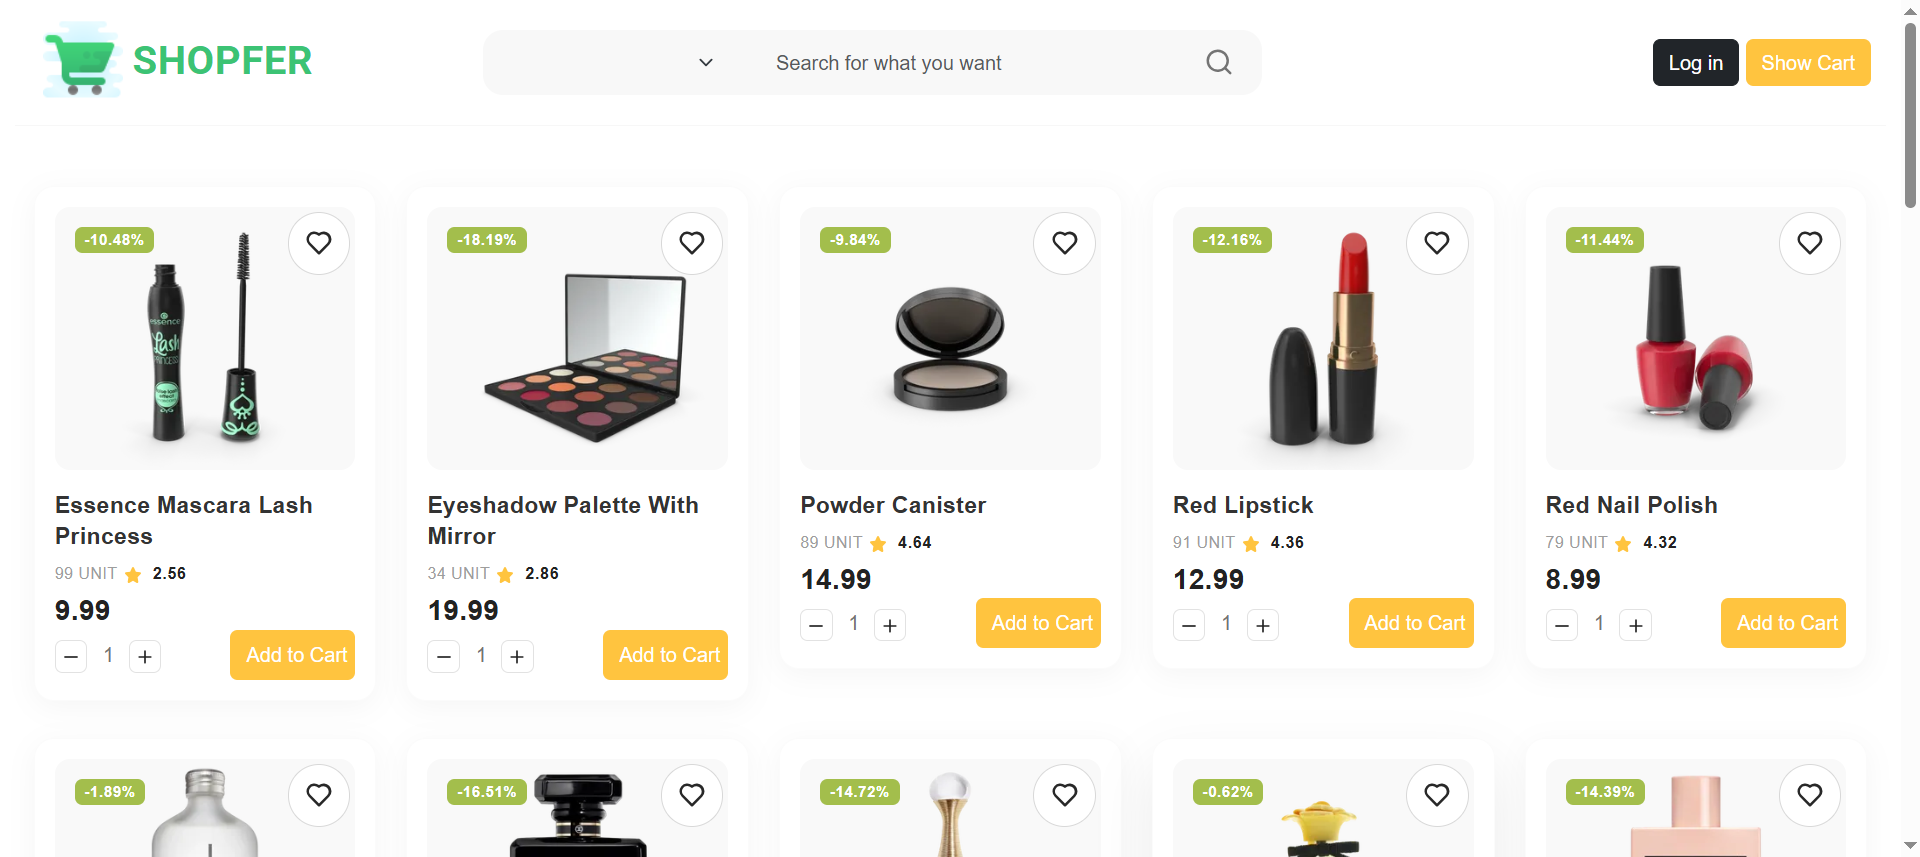 SHOPFER
Search for what you want
Log in
Show Cart
-10.48%
essence
Lash
PRINCESS
Essence Mascara Lash
Princess
99 UNIT 2.56
9.99
1
Add to Cart
-18.19%
Eyeshadow Palette With
Mirror
34 UNIT 2.86
19.99
1
Add to Cart
-9.84%
Powder Canister
89 UNIT 4.64
14.99
1
Add to Cart
-12.16%
Red Lipstick
91 UNIT 4.36
12.99
1
Add to Cart
-11.44%
Red Nail Polish
79 UNIT 4.32
8.99
1
Add to Cart
-1.89%
-16.51%
-14.72%
-0.62%
-14.39%